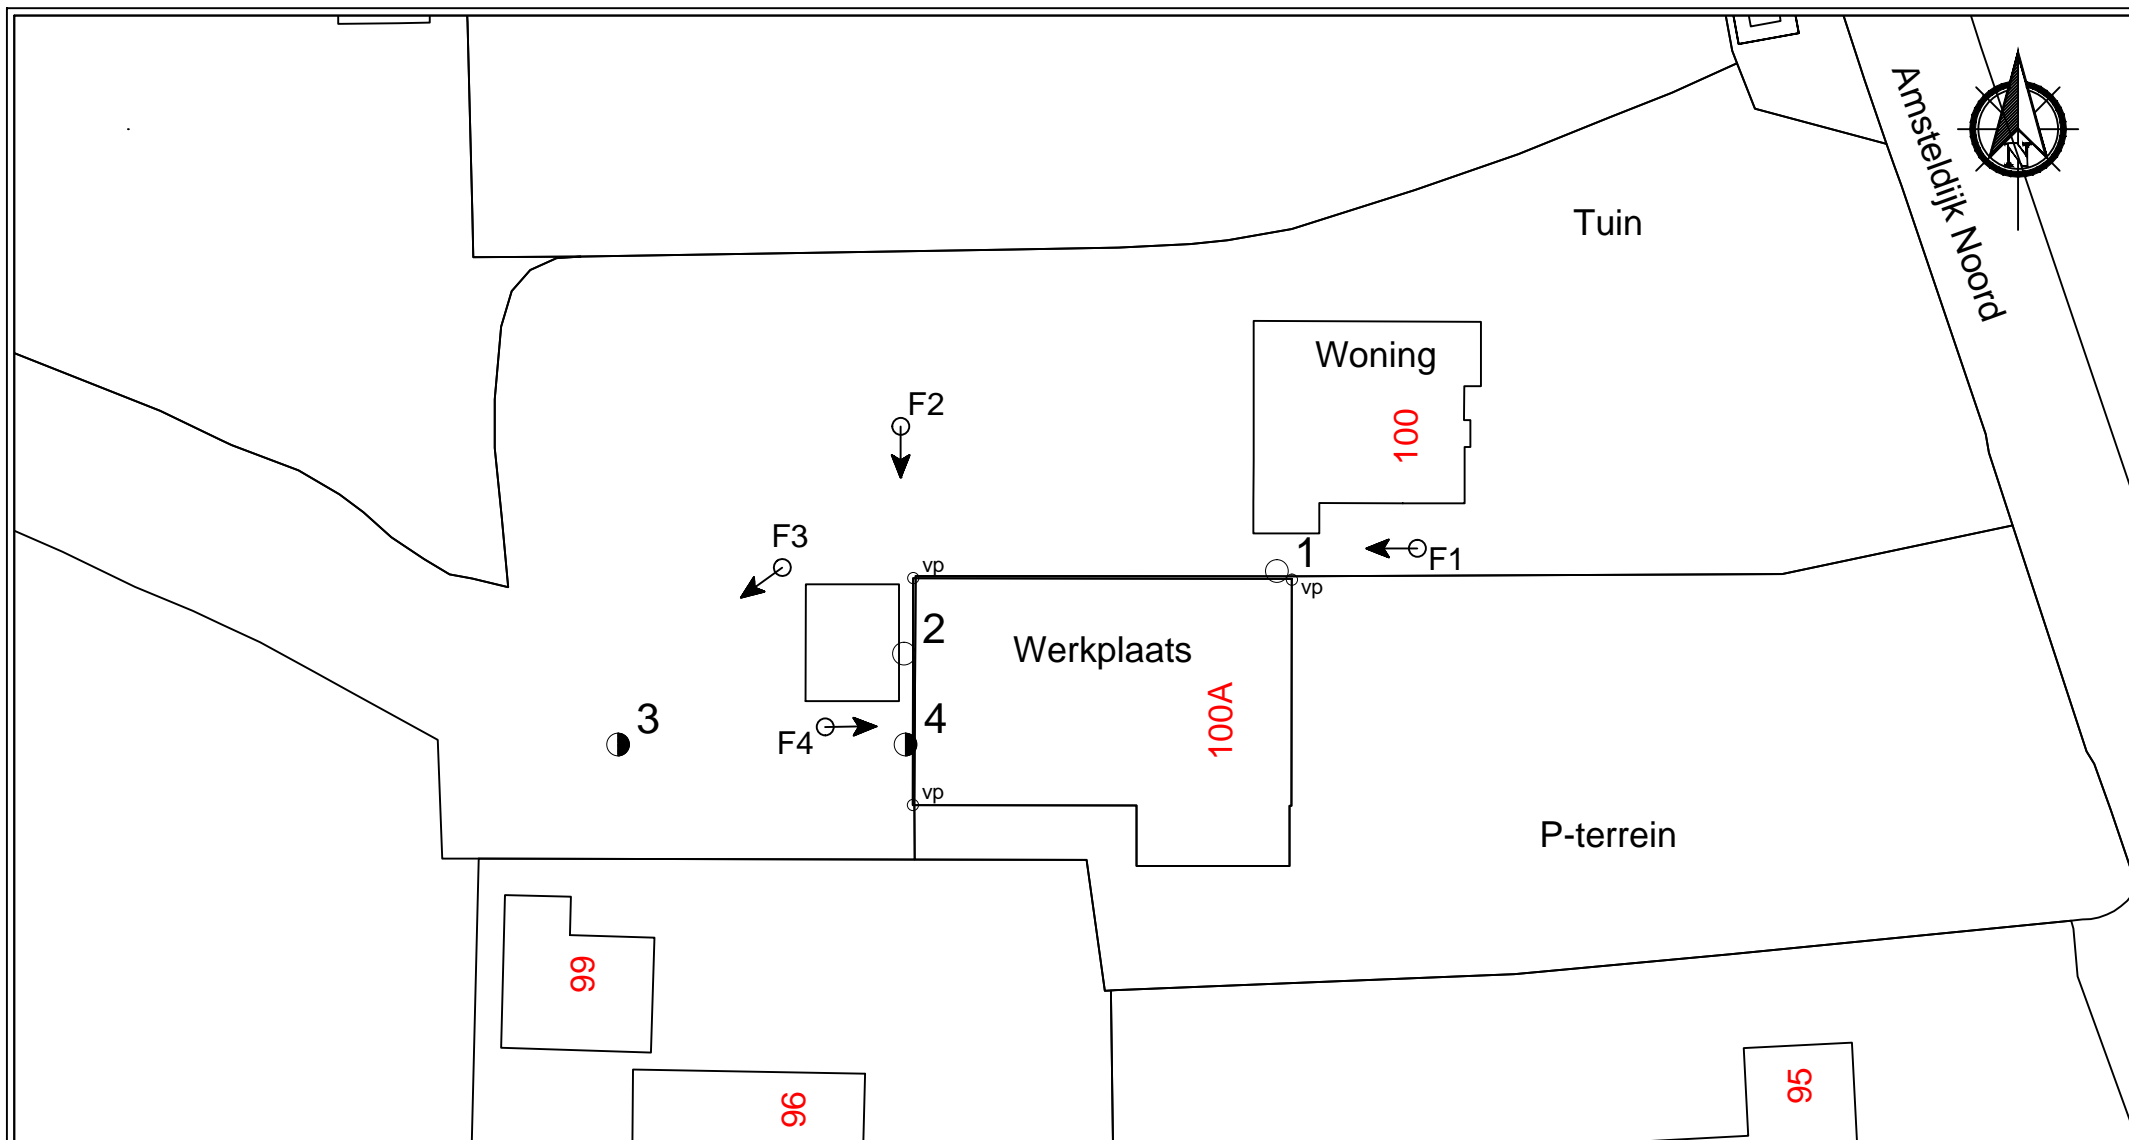 Amsteldijk Noord
N
Tuin
Woning
100
F2
F3
F1
1
vp
vp
2
Werkplaats
100A
3
4
F4
vp
P-terrein
99
96
95